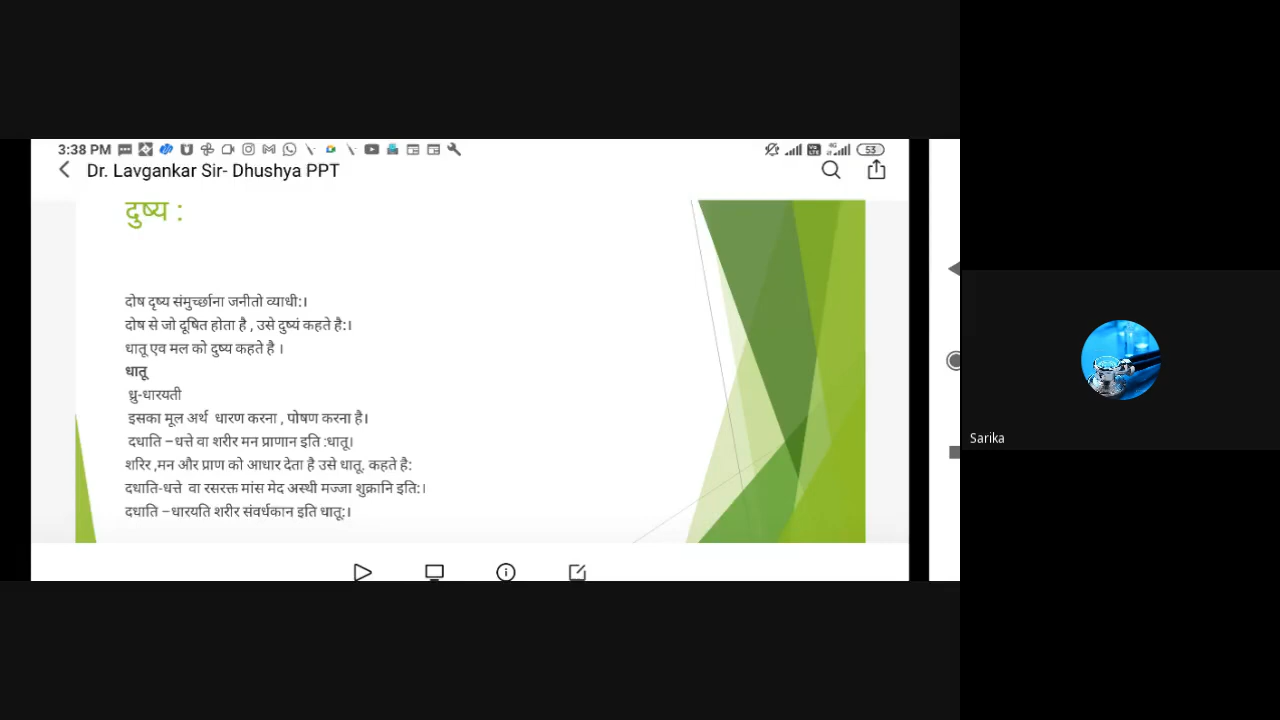 3:38 PM
53
Dr. Lavgankar Sir- Dhushya PPT
दुष्य :
दोष दृष्य संमुर्च्छाना जनीतो व्याधी:।
दोष से जो दूषित होता है , उसे दुष्यं कहते है:।
धातू एव मल को दुष्य कहते है ।
धातू
ध्रु-धारयती
इसका मूल अर्थ धारण करना , पोषण करना है।
दधाति –धत्ते वा शरीर मन प्राणान इति :धातू।
शरिर ,मन और प्राण को आधार देता है उसे धातू. कहते है:
दधाति-धत्ते वा रसरक्त मांस मेद अस्थी मज्जा शुक्रानि इति:।
दधाति –धारयति शरीर संवर्धकान इति धातू:।
Sarika